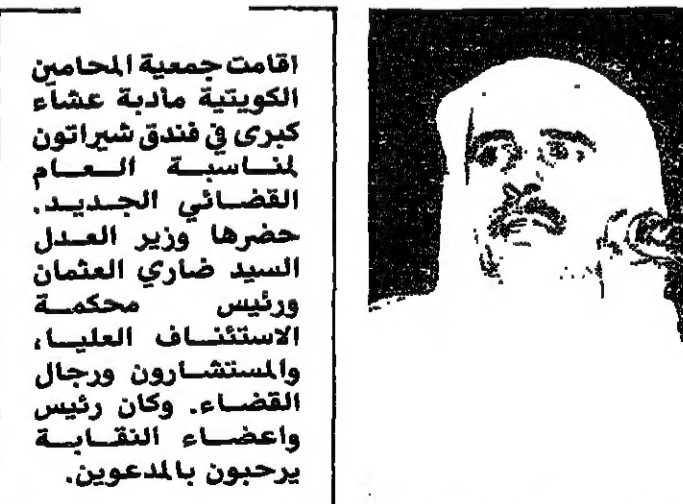 اقامت جمعية المحامين
الكويتية مأدبة عشاء
كبرى في فندق شيراتون
لمناسبة العام
القضائي الجديد.
حضرها وزير العدل
السيد ضاري العثمان
ورئيس محكمة
الاستئناف العليا،
والمستشارون ورجال
القضاء. وكان رئيس
واعضاء النقابة
يرحبون بالمدعوين.